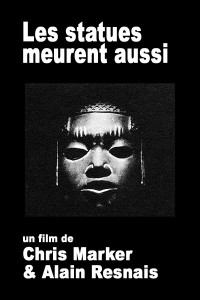 Les statues
meurent aussi
un film de
Chris Marker
& Alain Resnais